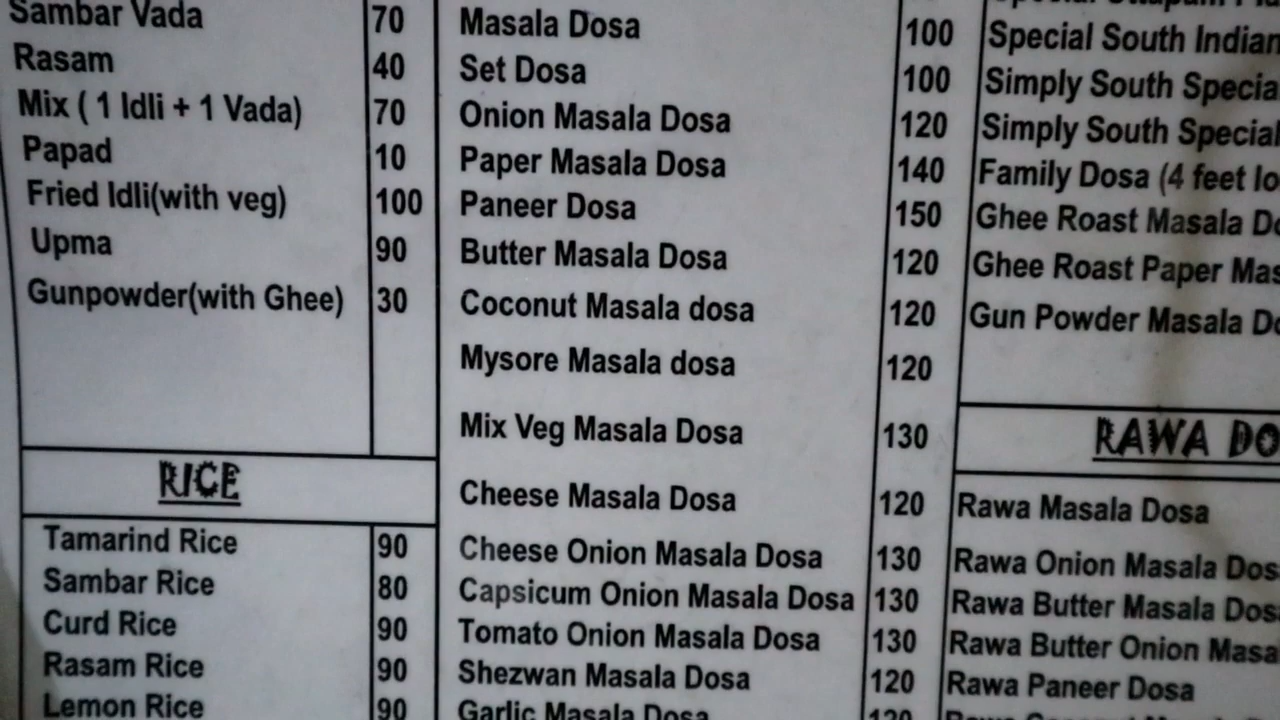 Sambar Vada 70
Rasam 40
Mix ( 1 Idli + 1 Vada) 70
Papad 10
Fried Idli(with veg) 100
Upma 90
Gunpowder(with Ghee) 30
RICE
Tamarind Rice 90
Sambar Rice 80
Curd Rice 90
Rasam Rice 90
Lemon Rice 90
Masala Dosa 100
Set Dosa 100
Onion Masala Dosa 120
Paper Masala Dosa 140
Paneer Dosa 150
Butter Masala Dosa 120
Coconut Masala dosa 120
Mysore Masala dosa 120
Mix Veg Masala Dosa 130
Cheese Masala Dosa 120
Cheese Onion Masala Dosa 130
Capsicum Onion Masala Dosa 130
Tomato Onion Masala Dosa 130
Shezwan Masala Dosa 120
Garlic Masala Dosa 120
Special South Indian
Simply South Specia
Simply South Special
Family Dosa (4 feet lo
Ghee Roast Masala Do
Ghee Roast Paper Mas
Gun Powder Masala Do
RAWA DO
Rawa Masala Dosa
Rawa Onion Masala Dos
Rawa Butter Masala Dos
Rawa Butter Onion Masa
Rawa Paneer Dosa